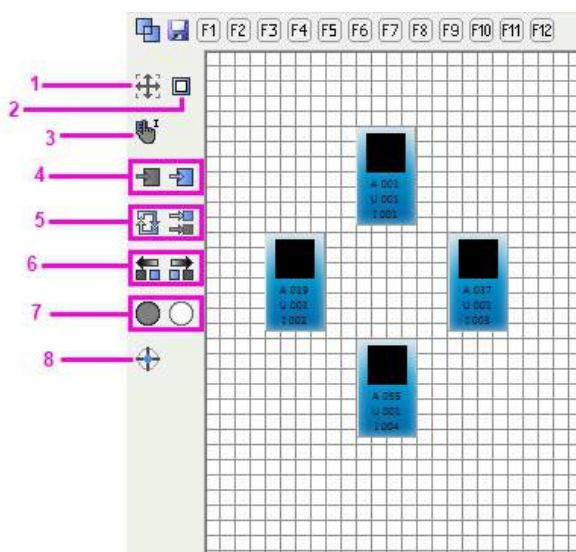 F1 F2 F3 F4 F5 F6 F7 F8 F9 F10 F11 F12
1
2
3
4
5
6
7
8
A 001
U 001
I 001
A 019
U 001
I 002
A 037
U 001
I 003
A 055
U 001
I 004